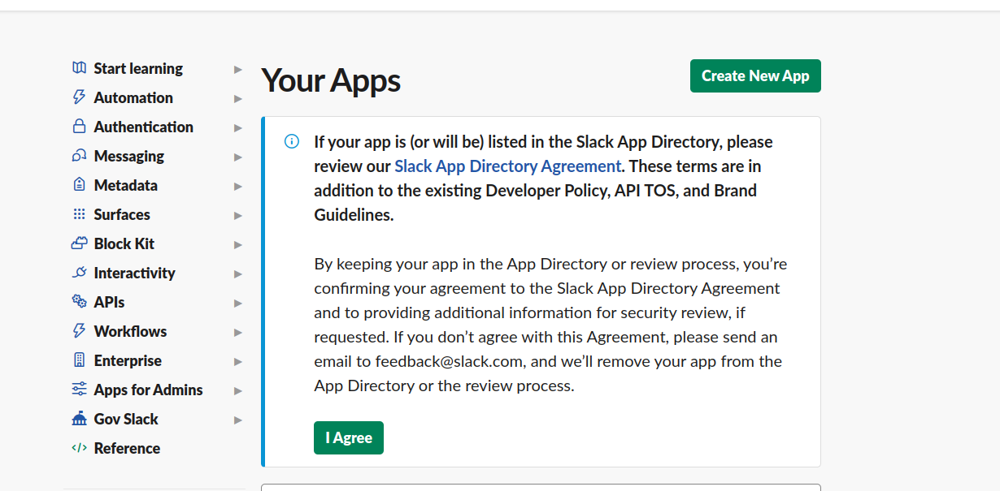 Start learning
Automation
Authentication
Messaging
Metadata
Surfaces
Block Kit
Interactivity
APIs
Workflows
Enterprise
Apps for Admins
Gov Slack
Reference
Your Apps
Create New App
If your app is (or will be) listed in the Slack App Directory, please
review our Slack App Directory Agreement. These terms are in
addition to the existing Developer Policy, API TOS, and Brand
Guidelines.
By keeping your app in the App Directory or review process, you’re
confirming your agreement to the Slack App Directory Agreement
and to providing additional information for security review, if
requested. If you don’t agree with this Agreement, please send an
email to feedback@slack.com, and we’ll remove your app from the
App Directory or the review process.
I Agree